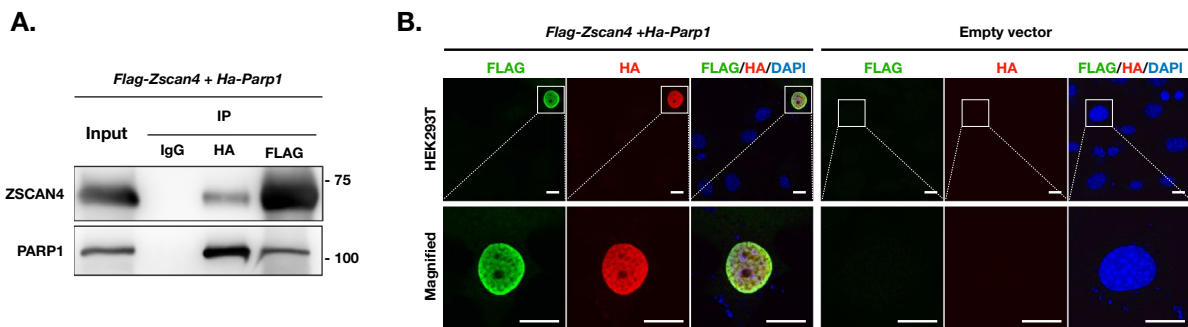 A.
Flag-Zscan4 + Ha-Parp1
Input
IP
IgG
HA
FLAG
ZSCAN4
- 75
PARP1
- 100
B.
Flag-Zscan4 +Ha-Parp1
Empty vector
FLAG
HA
FLAG/HA/DAPI
FLAG
HA
FLAG/HA/DAPI
HEK293T
Magnified